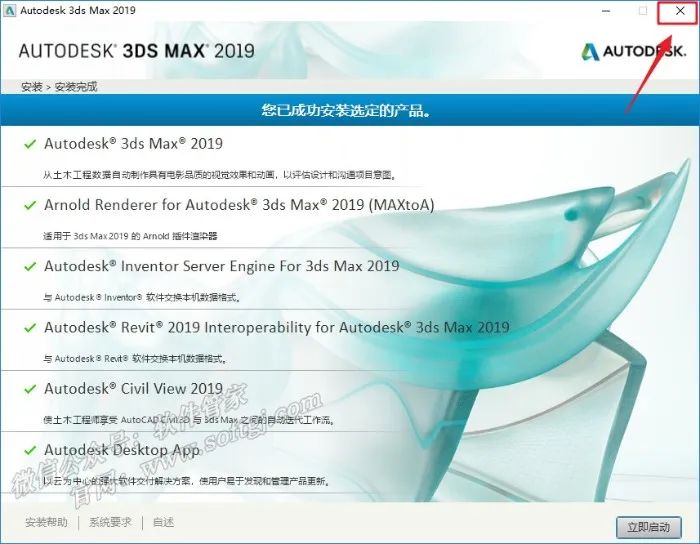 Autodesk 3ds Max 2019
AUTODESK® 3DS MAX® 2019
AUTODESK.
安装 > 安装完成
您已成功安装选定的产品。
Autodesk® 3ds Max® 2019
从土木工程数据自动制作具有电影品质的视觉效果和动画，以评估设计和沟通项目意图。
Arnold Renderer for Autodesk® 3ds Max® 2019 (MAXtoA)
适用于 3ds Max 2019 的 Arnold 插件渲染器
Autodesk® Inventor Server Engine For 3ds Max 2019
与 Autodesk® Inventor® 软件交换本机数据格式。
Autodesk® Revit® 2019 Interoperability for Autodesk® 3ds Max 2019
与 Autodesk® Revit® 软件交换本机数据格式。
Autodesk® Civil View 2019
使土木工程师享受 AutoCAD Civil 3D 与 3ds Max 之间的自动迭代工作流。
Autodesk Desktop App
以云为中心的强大软件交付解决方案，使用户易于发现和管理产品更新。
微信公众号：软件管家
官网：www.softgj.com
安装帮助 | 系统要求 | 自述
立即启动